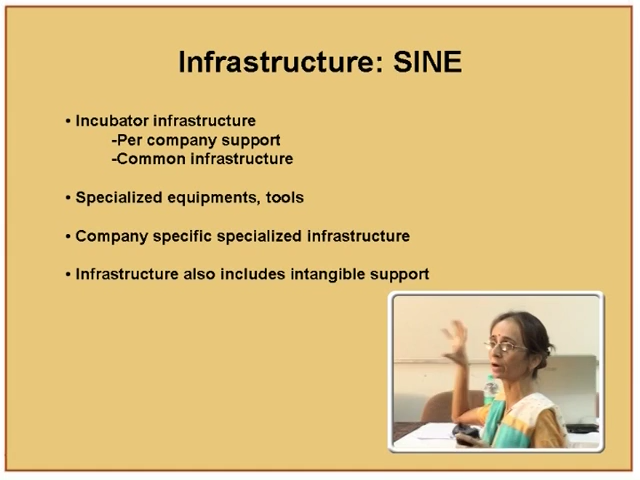 Infrastructure: SINE
• Incubator infrastructure
-Per company support
-Common infrastructure
• Specialized equipments, tools
• Company specific specialized infrastructure
• Infrastructure also includes intangible support